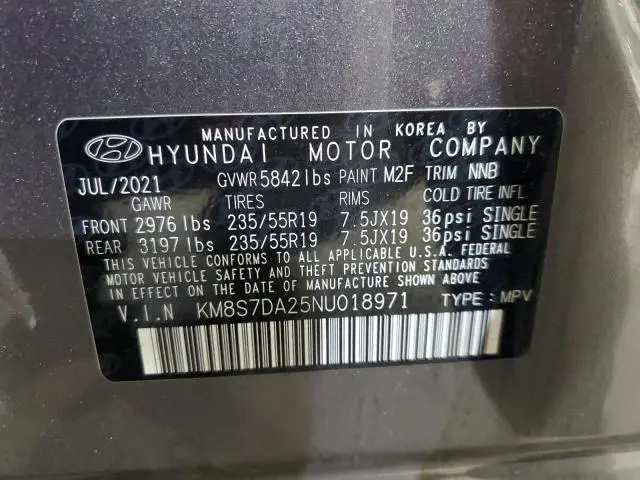 MANUFACTURED IN KOREA BY
HYUNDAI MOTOR COMPANY
JUL/2021 GVWR 5842 lbs PAINT M2F TRIM NNB
GAWR TIRES RIMS COLD TIRE INFL
FRONT 2976 lbs 235/55R19 7.5JX19 36psi SINGLE
REAR 3197 lbs 235/55R19 7.5JX19 36psi SINGLE
THIS VEHICLE CONFORMS TO ALL APPLICABLE U.S.A. FEDERAL
MOTOR VEHICLE SAFETY AND THEFT PREVENTION STANDARDS
IN EFFECT ON THE DATE OF MANUFACTURE SHOWN ABOVE
V.I.N KM8S7DA25NU018971 TYPE : MPV